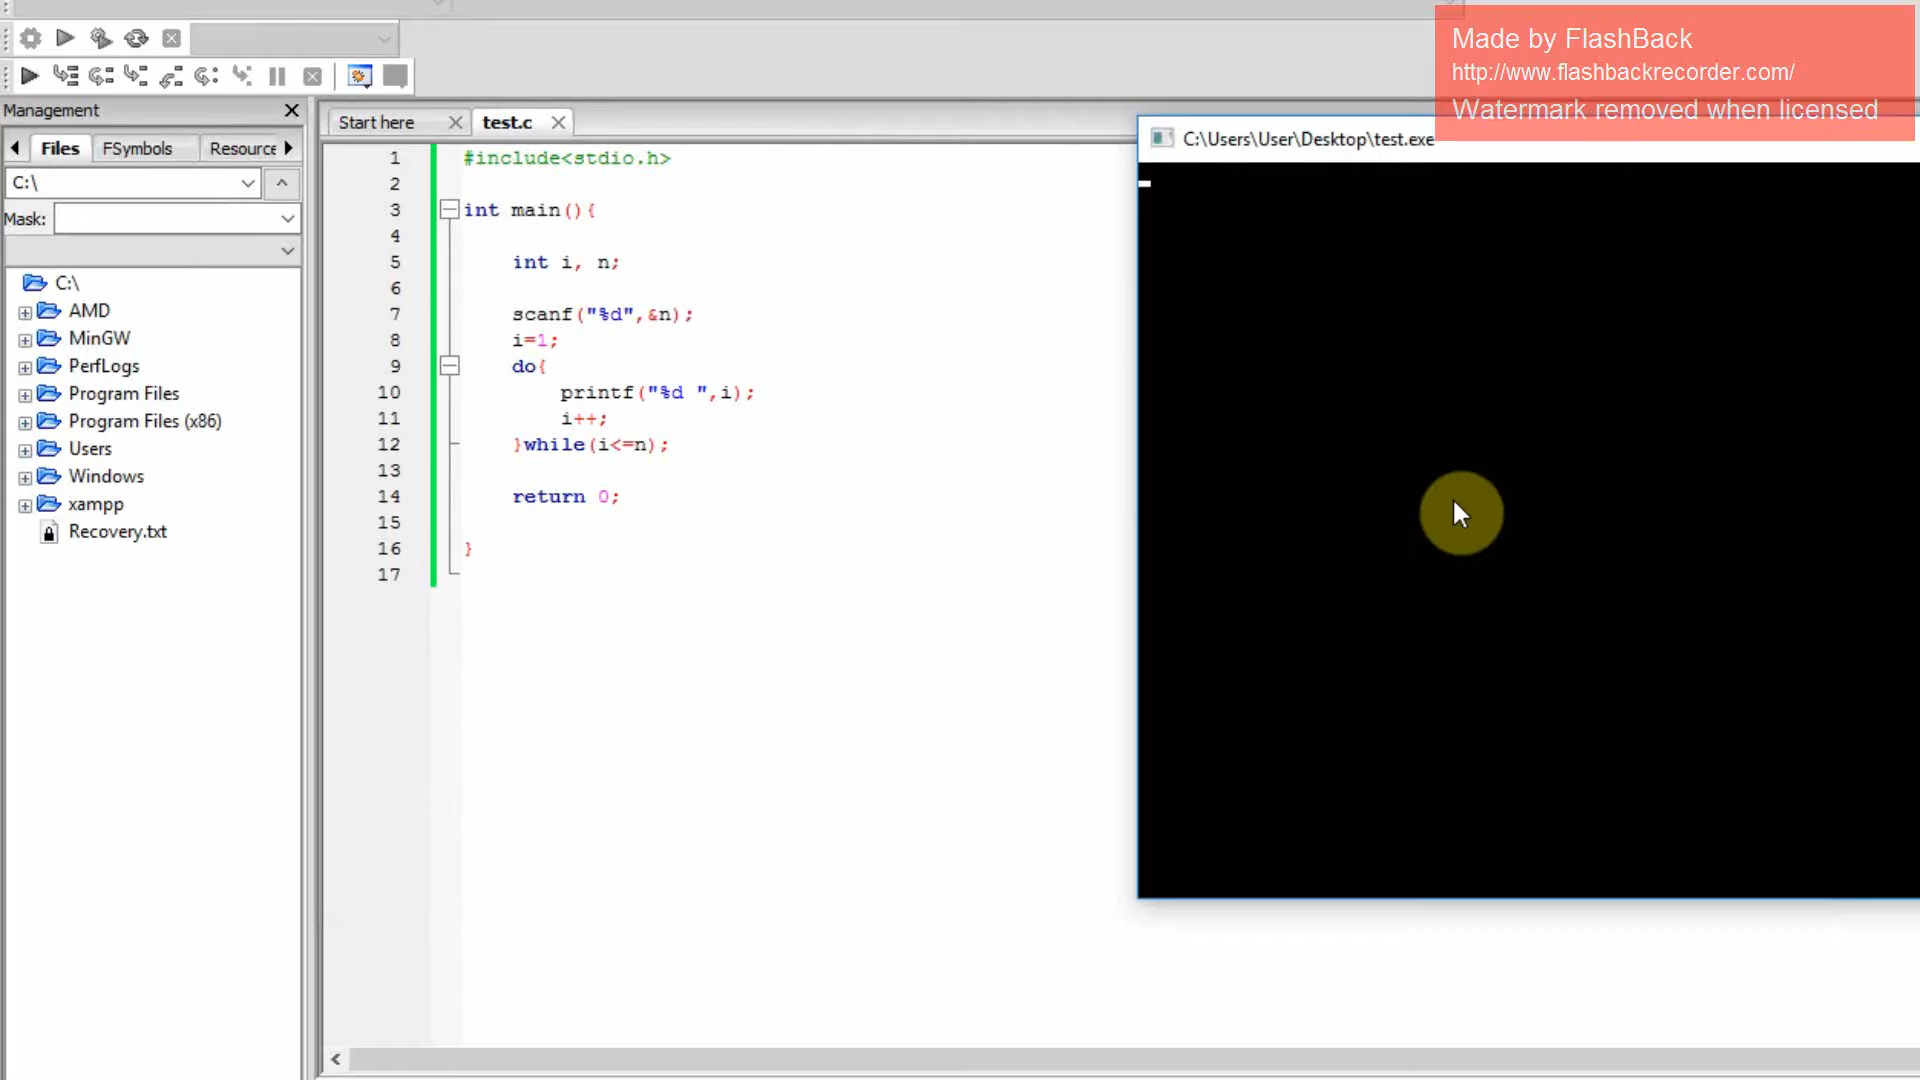 Made by FlashBack
http://www.flashbackrecorder.com/
Watermark removed when licensed
Management
Files FSymbols Resource
C:\
Mask:
C:\
AMD
MinGW
PerfLogs
Program Files
Program Files (x86)
Users
Windows
xampp
Recovery.txt
Start here test.c
1 #include<stdio.h>
2
3 int main(){
4
5 int i, n;
6
7 scanf("%d",&n);
8 i=1;
9 do{
10 printf("%d ",i);
11 i++;
12 }while(i<=n);
13
14 return 0;
15
16 }
17
C:\Users\User\Desktop\test.exe